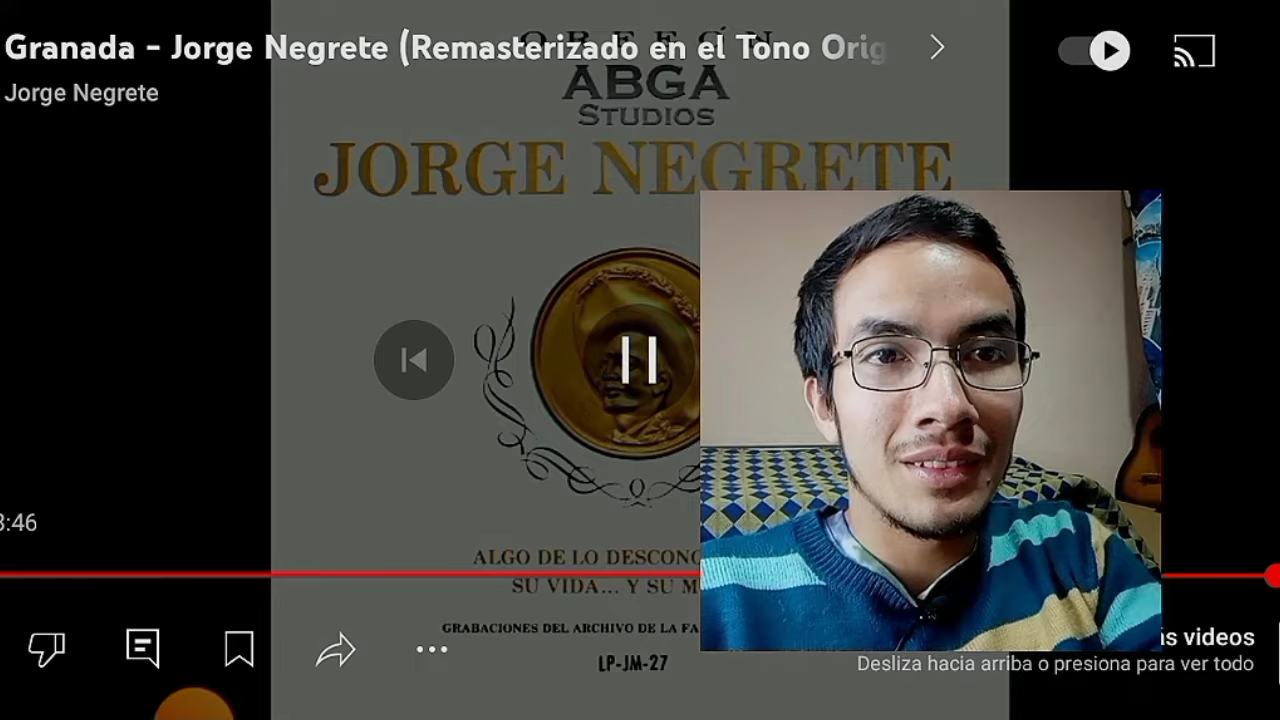 Granada - Jorge Negrete (Remasterizado en el Tono Orig
Jorge Negrete
ORFEÓN
ABGA
STUDIOS
JORGE NEGRETE
3:46
ALGO DE LO DESCONO
SU VIDA... Y SU M
GRABACIONES DEL ARCHIVO DE LA FA
LP-JM-27
ás videos
Desliza hacia arriba o presiona para ver todo